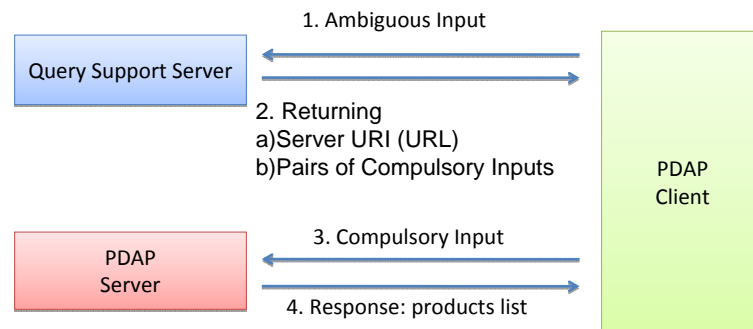 1. Ambiguous Input
Query Support Server
2. Returning
a)Server URI (URL)
b)Pairs of Compulsory Inputs
PDAP
Client
3. Compulsory Input
PDAP
Server
4. Response: products list